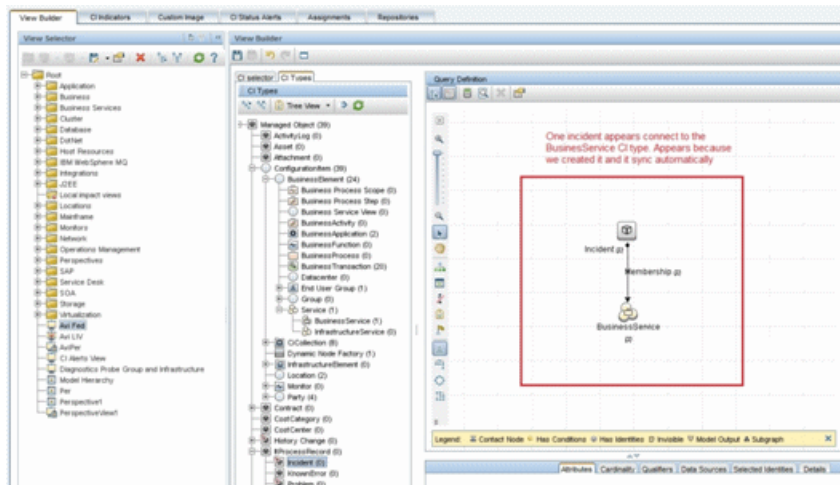 View Builder
CI Indicators
Custom Image
CI Status Alerts
Assignments
Repositories
View Selector
Root
Application
Business
Business Services
Cluster
Database
DotNet
Host Resources
IBM WebSphere MQ
Integrations
J2EE
Local impact views
Locations
Mainframe
Monitors
Network
Operations Management
Perspectives
SAP
Service Desk
SOA
Storage
Virtualization
Avi Fed
Avi LIV
AviPer
CI Alerts View
Diagnostics Probe Group and Infrastructure
Model Hierarchy
Per
Perspective1
PerspectiveView1
View Builder
CI selector
CI Types
CI Types
Tree View
Managed Object (39)
ActivityLog (0)
Asset (0)
Attachment (0)
ConfigurationItem (39)
BusinessElement (24)
Business Process Scope (0)
Business Process Step (0)
Business Service View (0)
BusinessActivity (0)
BusinessApplication (2)
BusinessFunction (0)
BusinessProcess (0)
BusinessTransaction (20)
Datacenter (0)
End User Group (1)
Group (0)
Service (1)
BusinessService (1)
InfrastructureService (0)
CiCollection (8)
Dynamic Node Factory (1)
InfrastructureElement (0)
Location (2)
Monitor (0)
Party (4)
Contract (0)
CostCategory (0)
CostCenter (0)
History Change (0)
ItProcessRecord (0)
Incident (0)
KnownError (0)
Problem (0)
Query Definition
One incident appears connect to the
BusinesService CI type. Appears because
we created it and it sync automatically
Incident
Membership
BusinessService
Legend: Contact Node Has Conditions Has Identities Invisible Model Output Subgraph
Attributes
Cardinality
Qualifiers
Data Sources
Selected Identities
Details